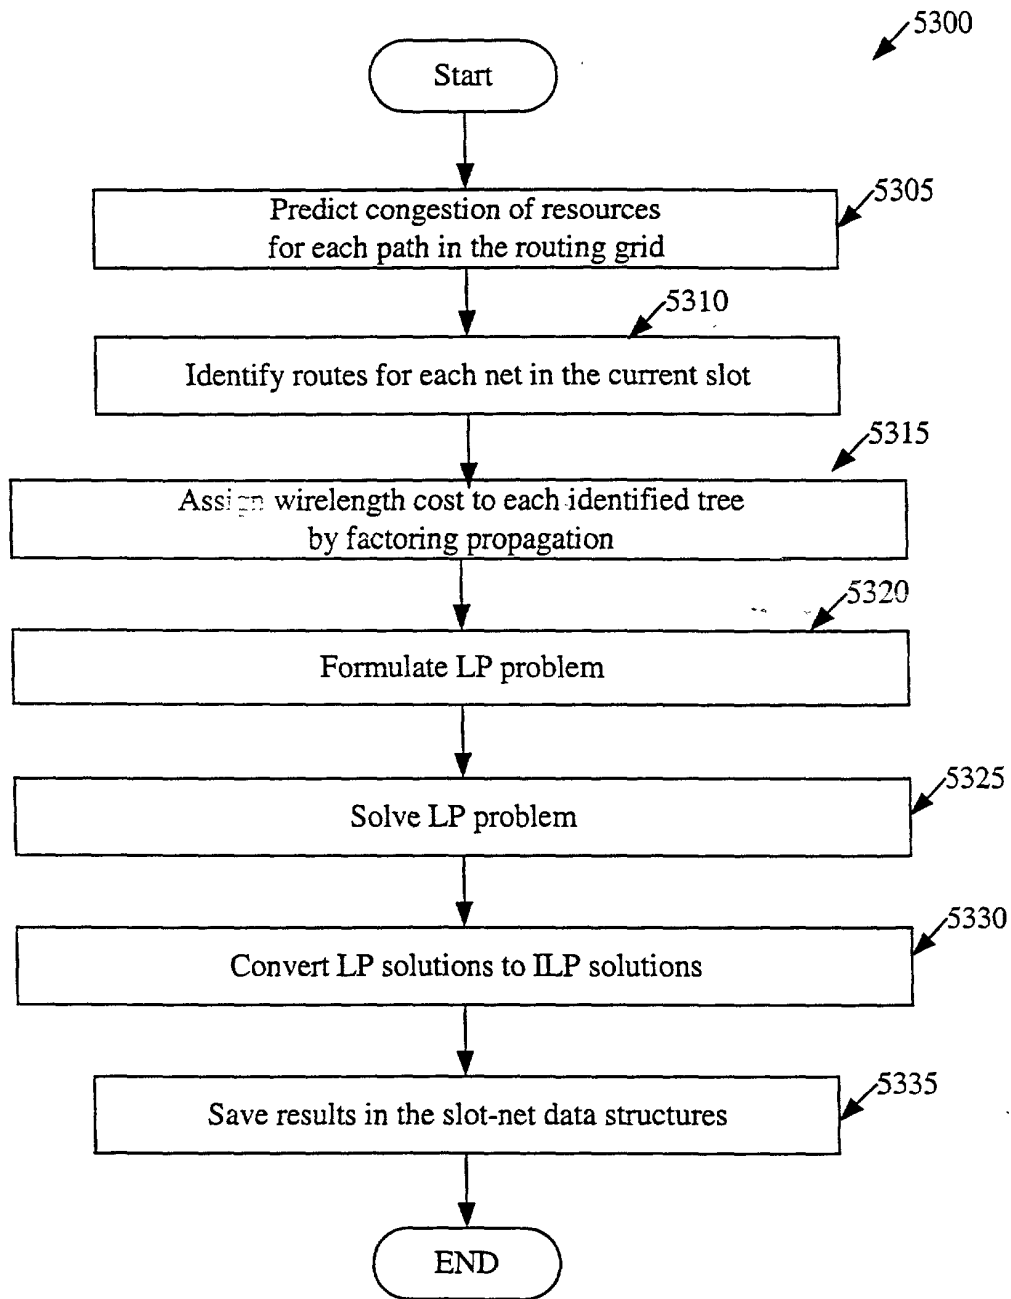 5300
Start
5305
Predict congestion of resources
for each path in the routing grid
5310
Identify routes for each net in the current slot
5315
Assign wirelength cost to each identified tree
by factoring propagation
5320
Formulate LP problem
5325
Solve LP problem
5330
Convert LP solutions to ILP solutions
5335
Save results in the slot-net data structures
END